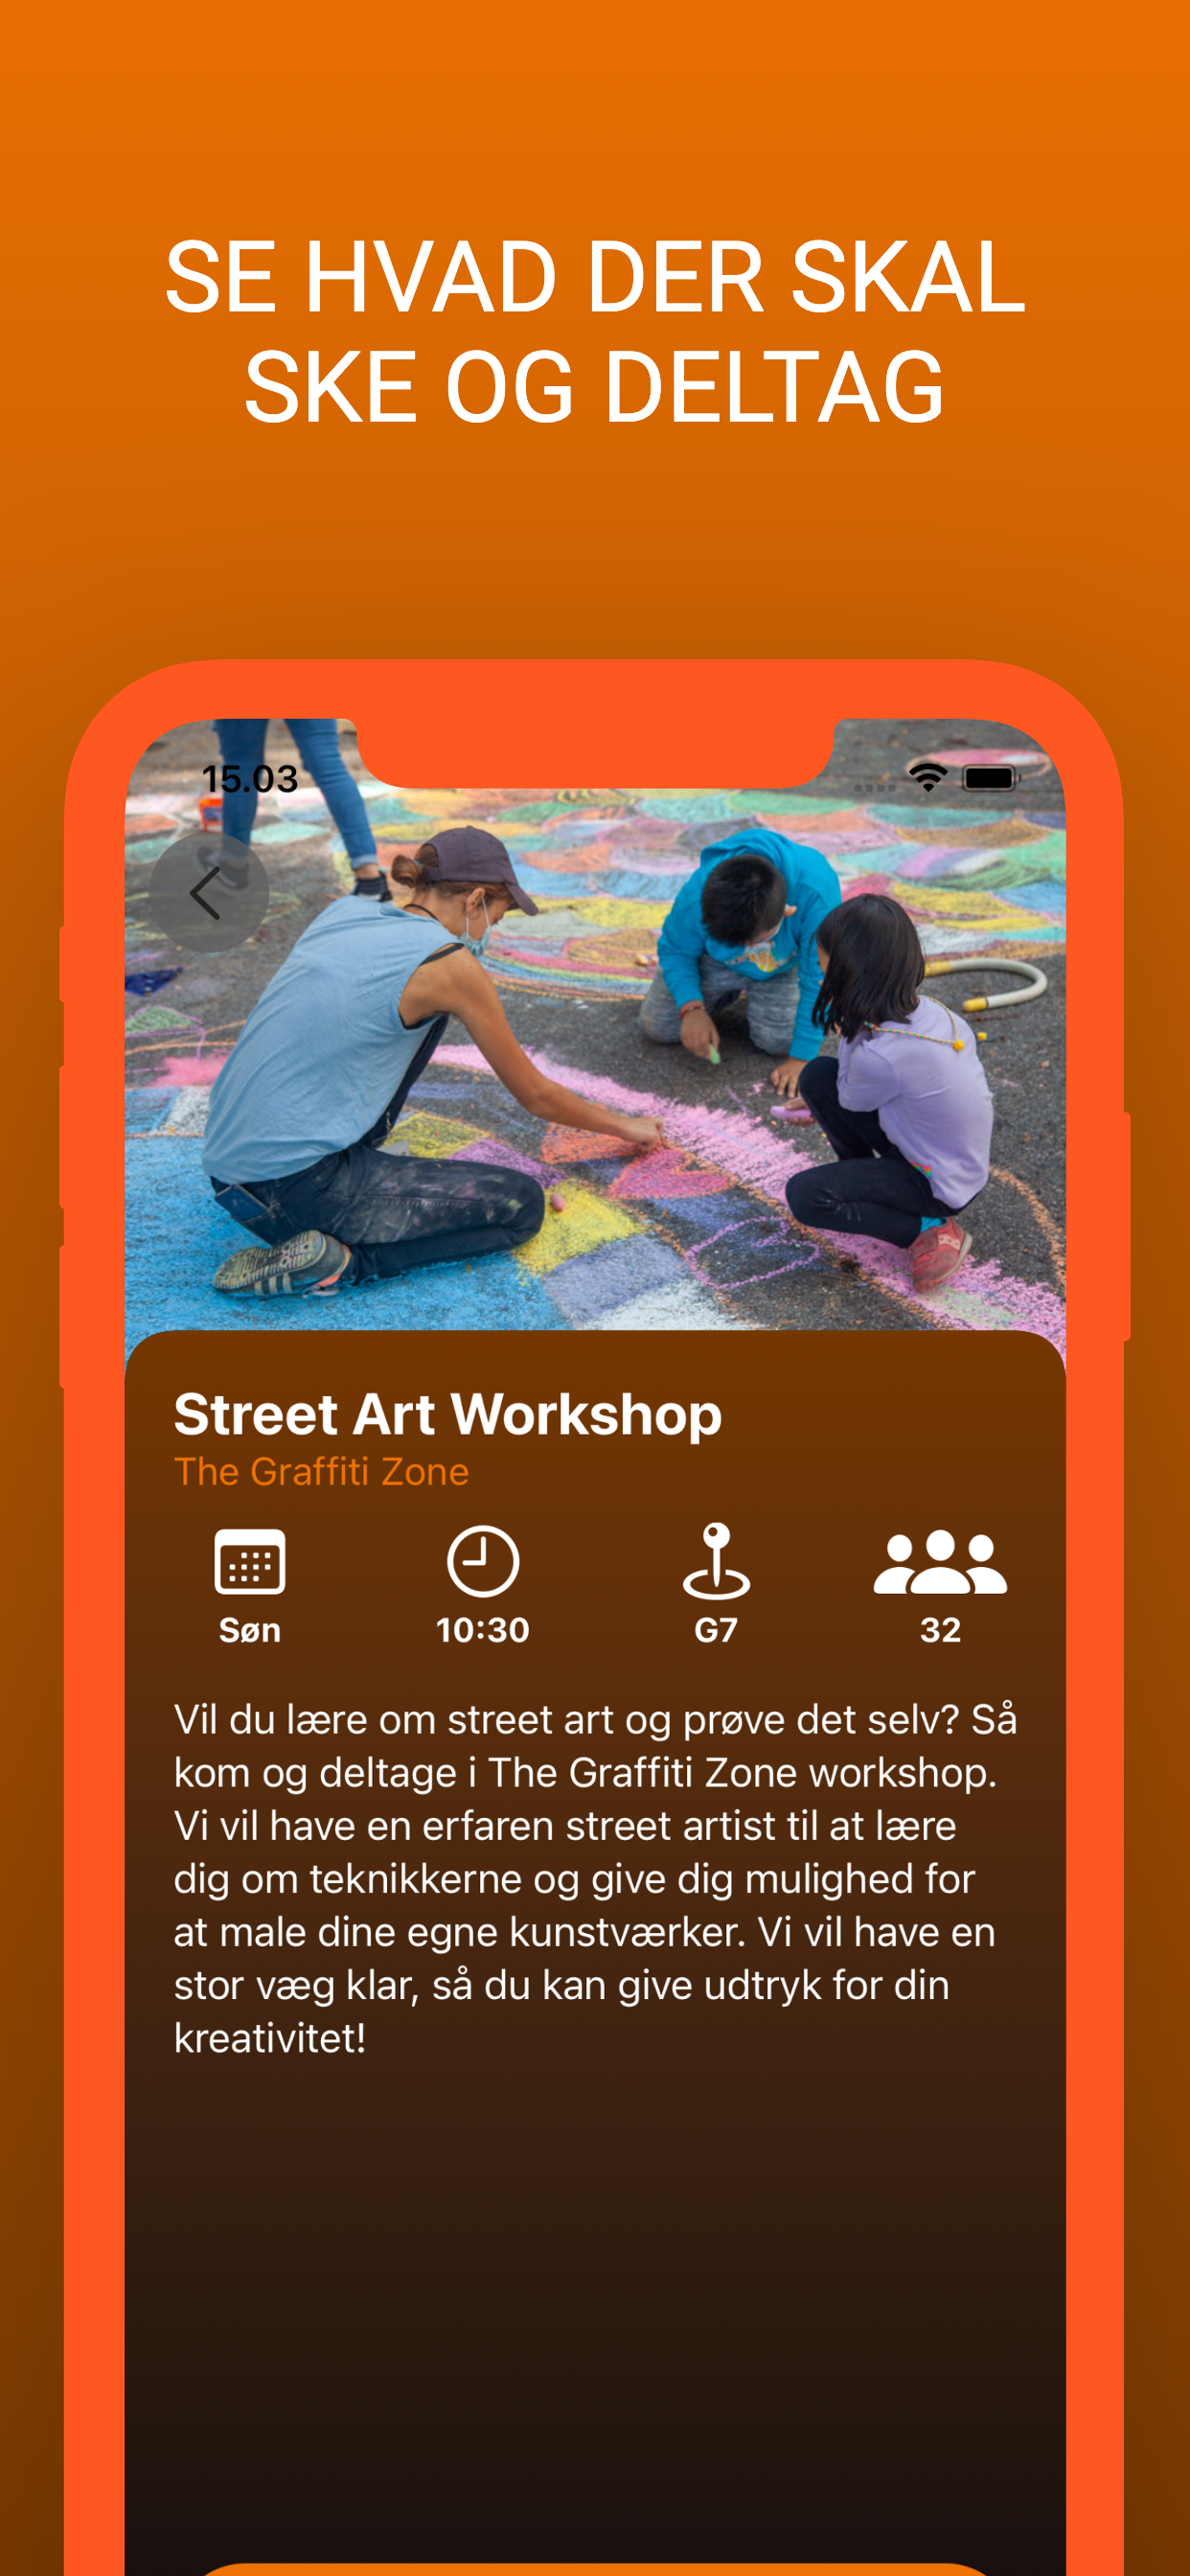 SE HVAD DER SKAL
SKE OG DELTAG
15.03
Street Art Workshop
The Graffiti Zone
Søn
10:30
G7
32
Vil du lære om street art og prøve det selv? Så
kom og deltage i The Graffiti Zone workshop.
Vi vil have en erfaren street artist til at lære
dig om teknikkerne og give dig mulighed for
at male dine egne kunstværker. Vi vil have en
stor væg klar, så du kan give udtryk for din
kreativitet!